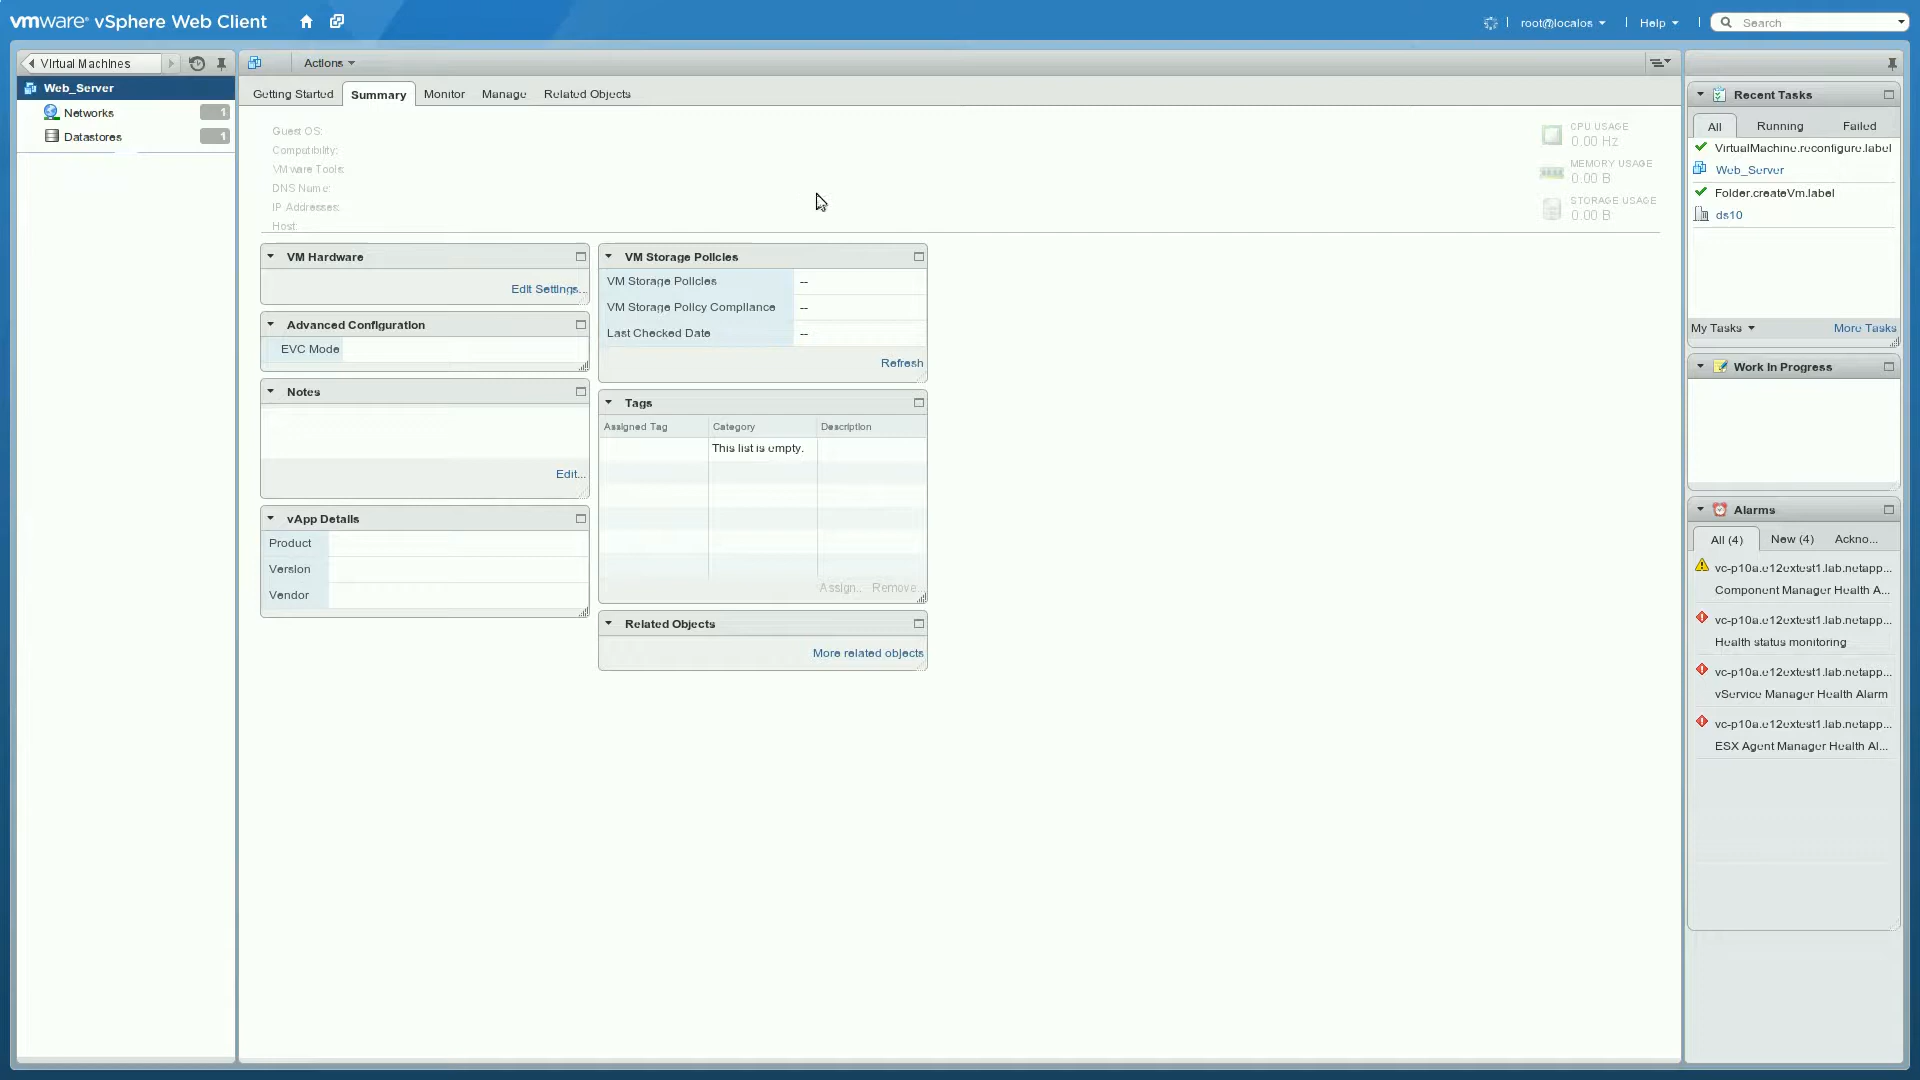 vmware® vSphere Web Client
root@localos
Help
Search
Virtual Machines
Web_Server
Networks
1
Datastores
1
Actions
Getting Started
Summary
Monitor
Manage
Related Objects
Guest OS:
Compatibility:
VMware Tools:
DNS Name:
IP Addresses:
Host:
CPU USAGE
0.00 Hz
MEMORY USAGE
0.00 B
STORAGE USAGE
0.00 B
VM Hardware
Edit Settings...
Advanced Configuration
EVC Mode
Notes
Edit...
vApp Details
Product
Version
Vendor
VM Storage Policies
VM Storage Policies --
VM Storage Policy Compliance --
Last Checked Date --
Refresh
Tags
Assigned Tag Category Description
This list is empty.
Assign... Remove...
Related Objects
More related objects
Recent Tasks
All Running Failed
VirtualMachine.reconfigure.label
Web_Server
Folder.createVm.label
ds10
My Tasks More Tasks
Work In Progress
Alarms
All (4) New (4) Ackno...
vc-p10a.e12extest1.lab.netapp...
Component Manager Health A...
vc-p10a.e12extest1.lab.netapp...
Health status monitoring
vc-p10a.e12extest1.lab.netapp...
vService Manager Health Alarm
vc-p10a.e12extest1.lab.netapp...
ESX Agent Manager Health Al...